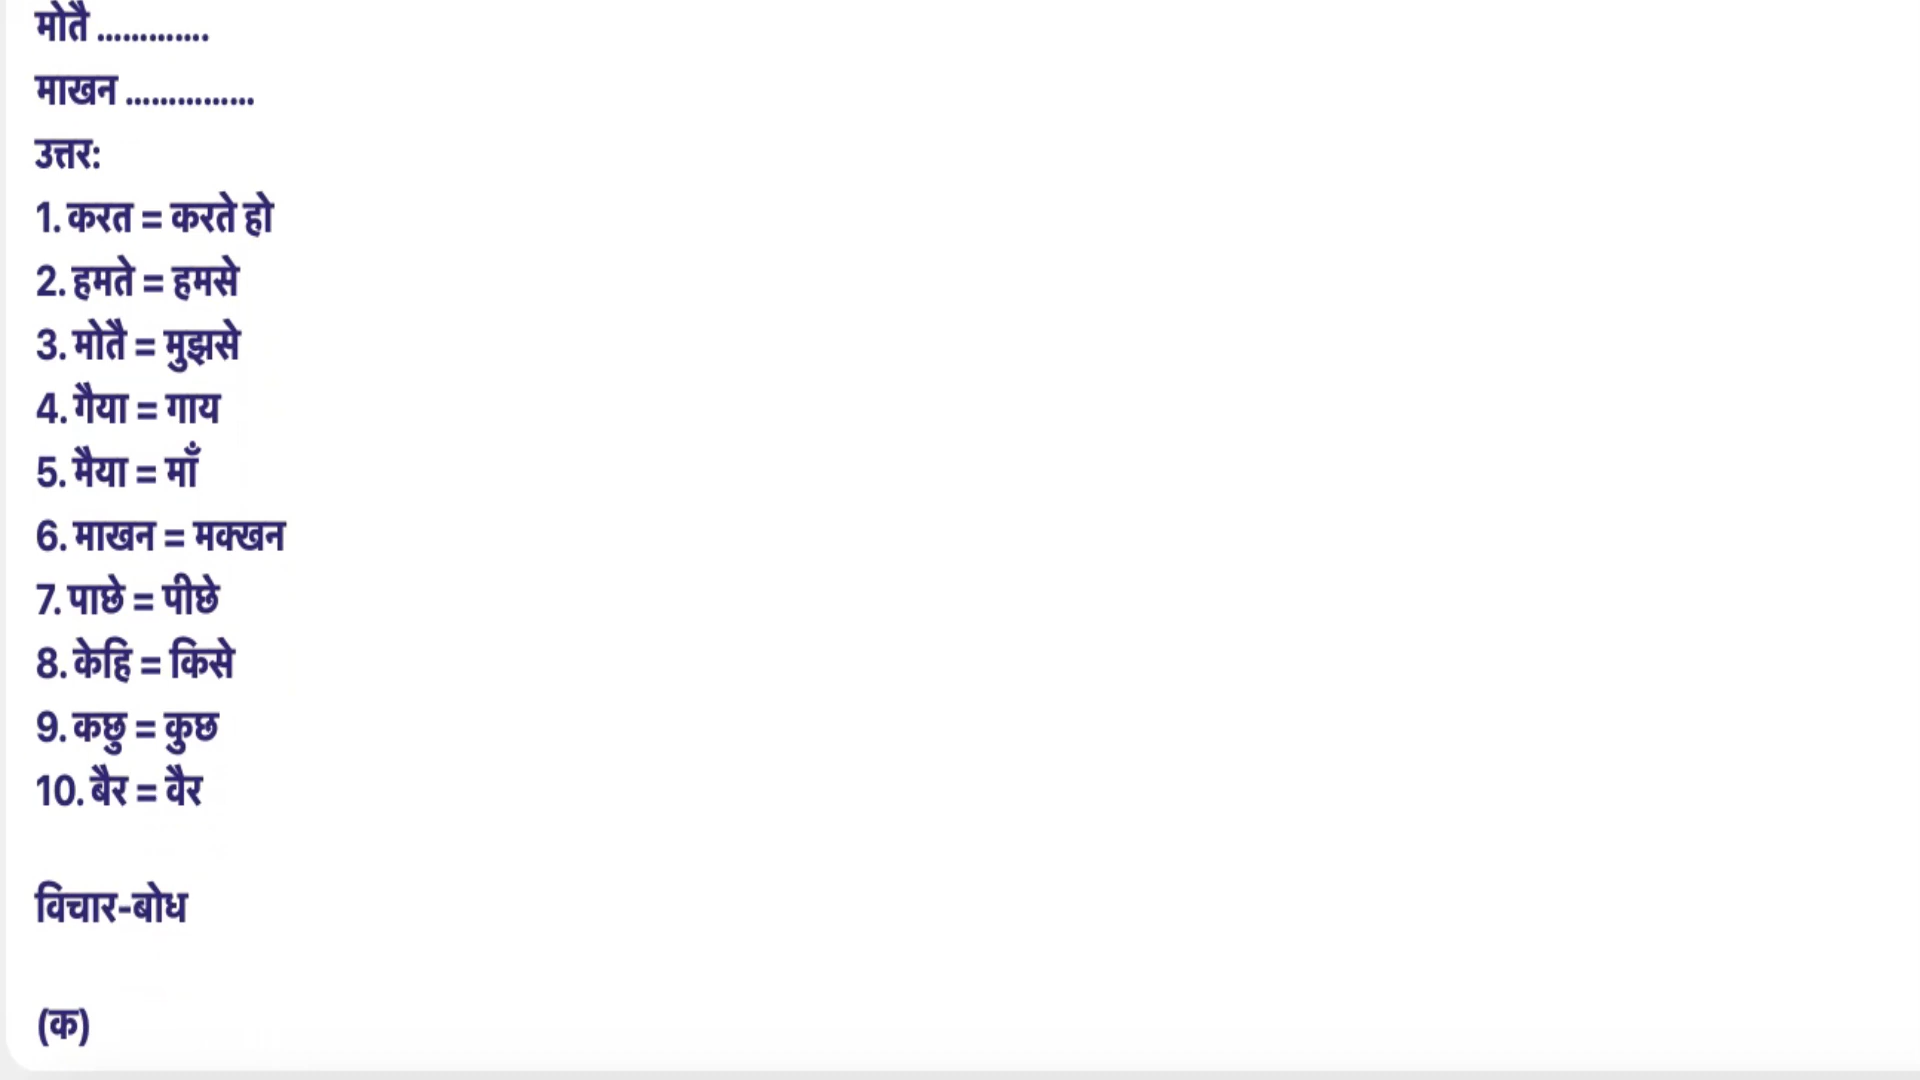 मोतै .............
माखन ...............
उत्तर:
1. करत = करते हो
2. हमते = हमसे
3. मोतै = मुझसे
4. गैया = गाय
5. मैया = माँ
6. माखन = मक्खन
7. पाछे = पीछे
8. केहि = किसे
9. कछु = कुछ
10. बैर = वैर
विचार-बोध
(क)